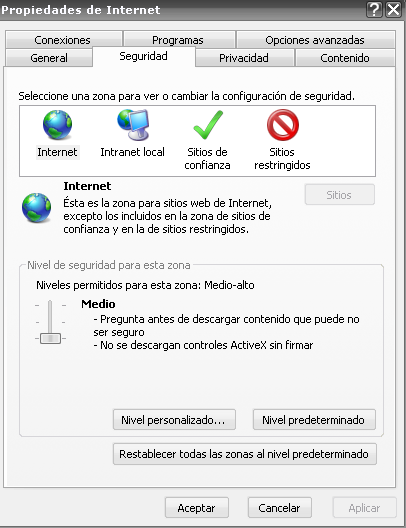 Propiedades de Internet
Conexiones Programas Opciones avanzadas
General Seguridad Privacidad Contenido
Seleccione una zona para ver o cambiar la configuración de seguridad.
Internet Intranet local Sitios de confianza Sitios restringidos
Internet
Sitios
Ésta es la zona para sitios web de Internet,
excepto los incluidos en la zona de sitios de
confianza y en la de sitios restringidos.
Nivel de seguridad para esta zona
Niveles permitidos para esta zona: Medio-alto
Medio
- Pregunta antes de descargar contenido que puede no
ser seguro
- No se descargan controles ActiveX sin firmar
Nivel personalizado... Nivel predeterminado
Restablecer todas las zonas al nivel predeterminado
Aceptar Cancelar Aplicar